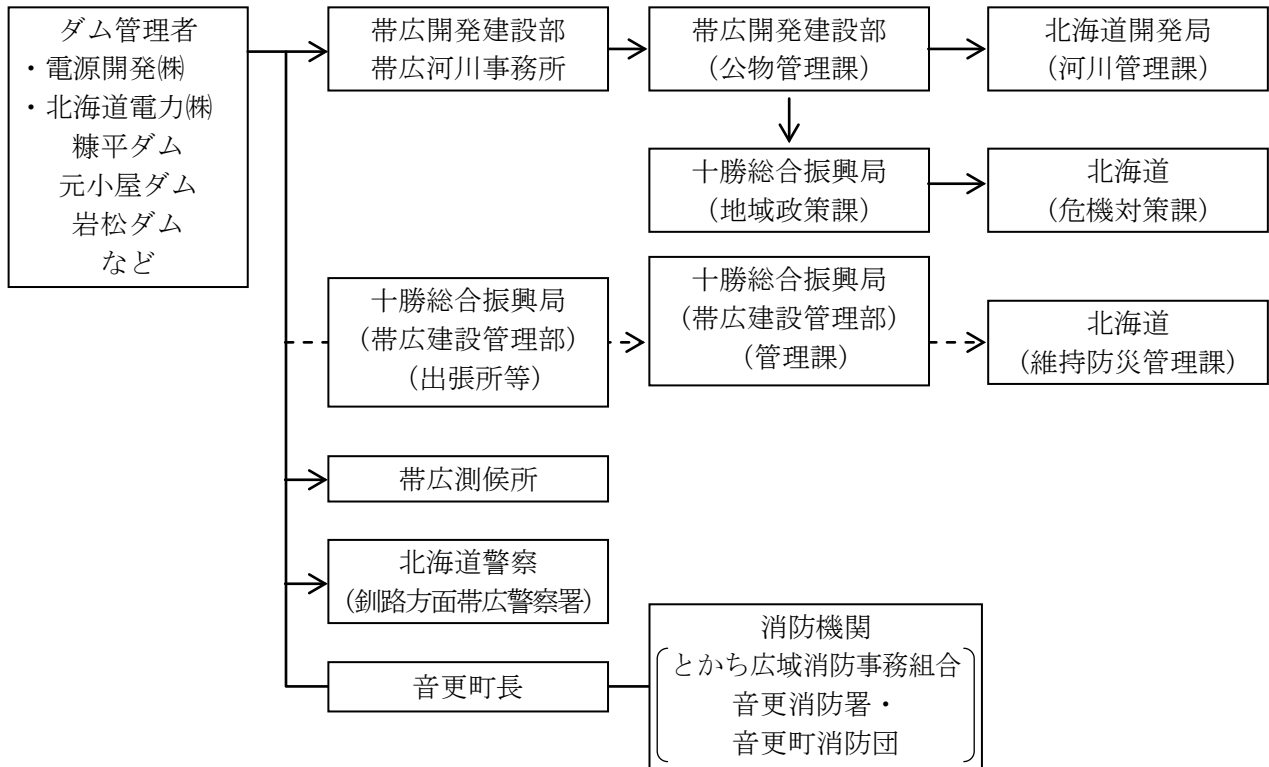 ダム管理者
・電源開発㈱
・北海道電力㈱
糠平ダム
元小屋ダム
岩松ダム
など
帯広開発建設部
帯広河川事務所
帯広開発建設部
(公物管理課)
北海道開発局
(河川管理課)
十勝総合振興局
(地域政策課)
北海道
(危機対策課)
十勝総合振興局
(帯広建設管理部)
(出張所等)
十勝総合振興局
(帯広建設管理部)
(管理課)
北海道
(維持防災管理課)
帯広測候所
北海道警察
(釧路方面帯広警察署)
音更町長
消防機関
とかち広域消防事務組合
音更消防署・
音更町消防団